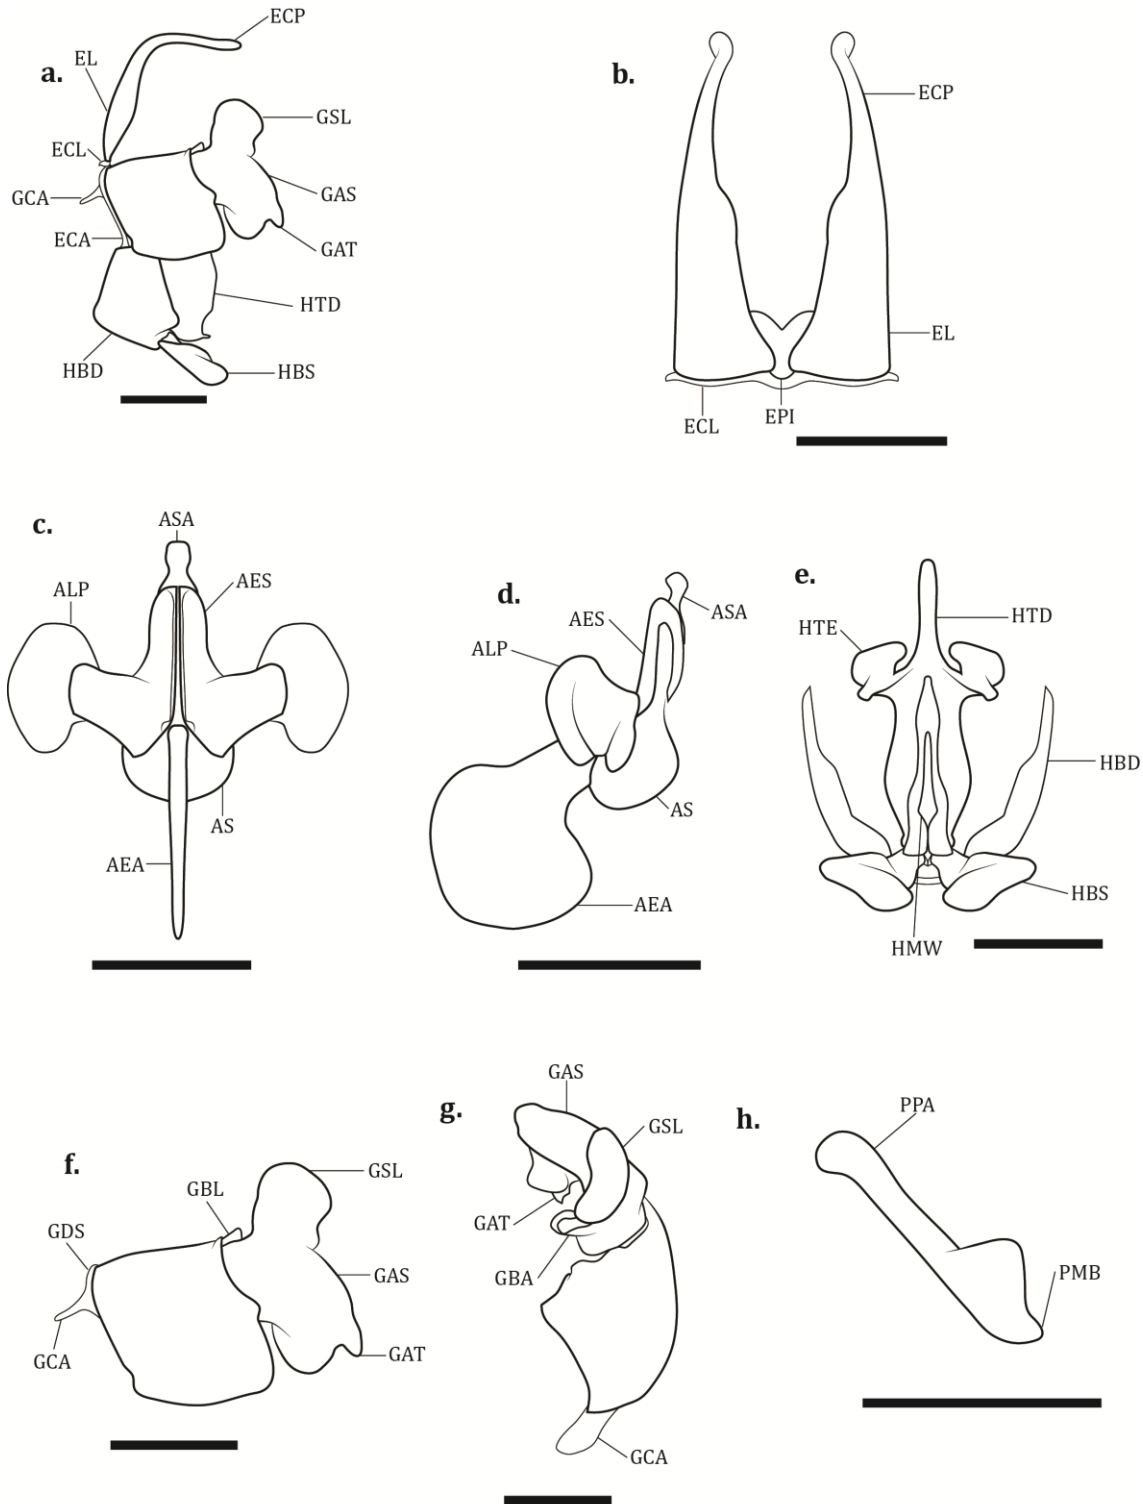 a.
ECP
EL
GSL
ECL
GCA
GAS
ECA
GAT
HTD
HBD
HBS
b.
ECP
EL
ECL
EPI
c.
ASA
ALP
AES
AS
AEA
d.
AES
ASA
ALP
AS
AEA
e.
HTE
HTD
HBD
HBS
HMW
f.
GSL
GBL
GDS
GAS
GCA
GAT
g.
GAS
GSL
GAT
GBA
GCA
h.
PPA
PMB